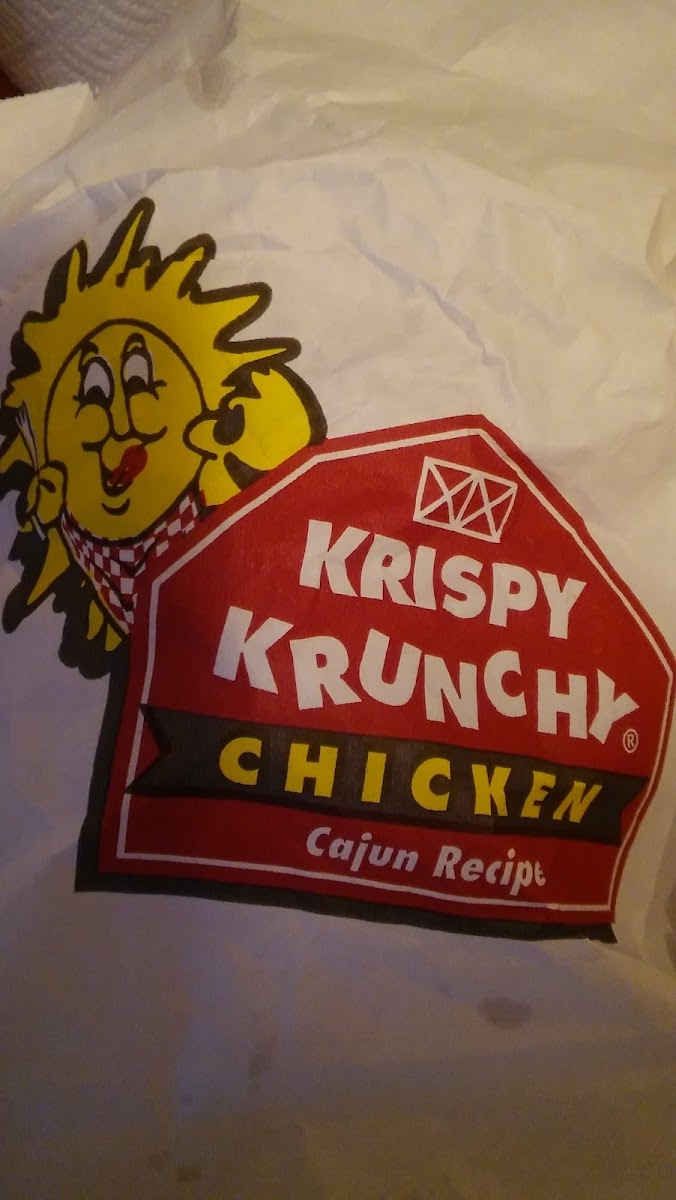 KRISPY
KRUNCHY®
CHICKEN
Cajun Recipe